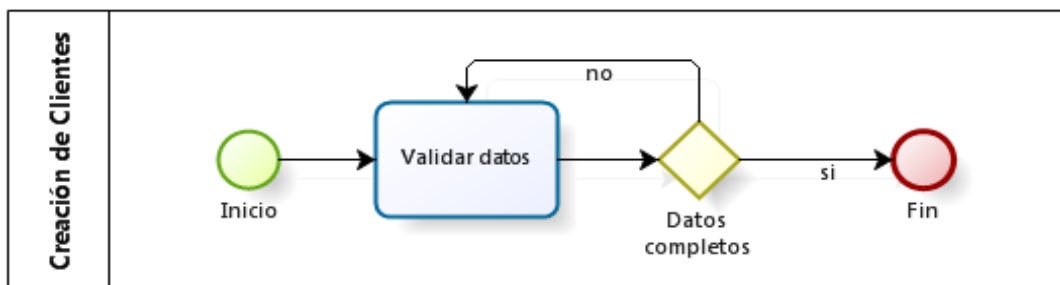 Creación de Clientes
no
Validar datos
si
Inicio
Datos
completos
Fin